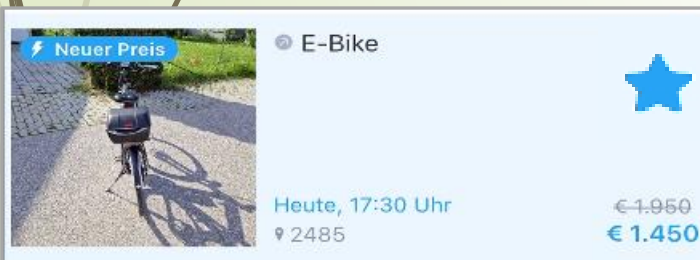 Neuer Preis
E-Bike
Heute, 17:30 Uhr
€ 1.950
2485
€ 1.450